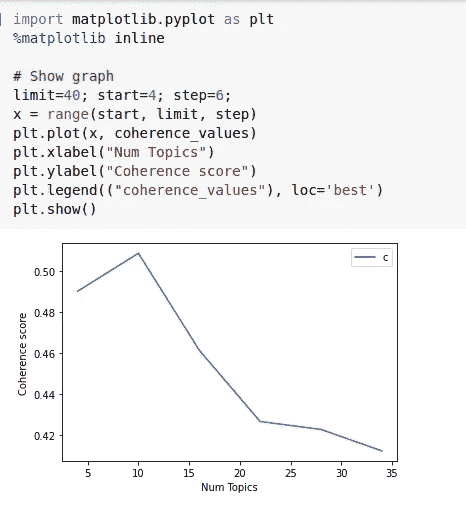 import matplotlib.pyplot as plt
%matplotlib inline
# Show graph
limit=40; start=4; step=6;
x = range(start, limit, step)
plt.plot(x, coherence_values)
plt.xlabel("Num Topics")
plt.ylabel("Coherence score")
plt.legend(("coherence_values"), loc='best')
plt.show()
c
0.50
0.48
0.46
0.44
0.42
Coherence score
5 10 15 20 25 30 35
Num Topics